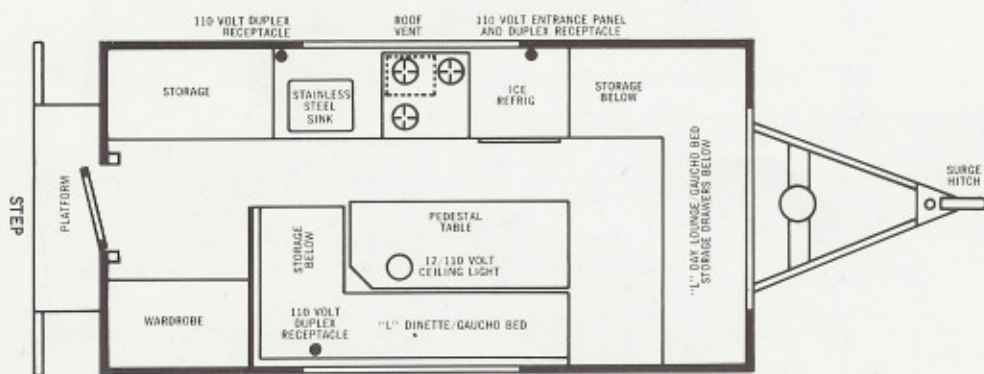 110 VOLT DUPLEX
RECEPTACLE
ROOF
VENT
110 VOLT ENTRANCE PANEL
AND DUPLEX RECEPTACLE
STORAGE
STAINLESS
STEEL
SINK
ICE
REFRIG
STORAGE
BELOW
SURGE
HITCH
STEP
PLATFORM
STORAGE
BELOW
PEDESTAL
TABLE
12/110 VOLT
CEILING LIGHT
"L" DAY LOUNGE GAUCHO BED
STORAGE DRAWERS BELOW
WARDROBE
110 VOLT
DUPLEX
RECEPTACLE
"L" DINETTE/GAUCHO BED